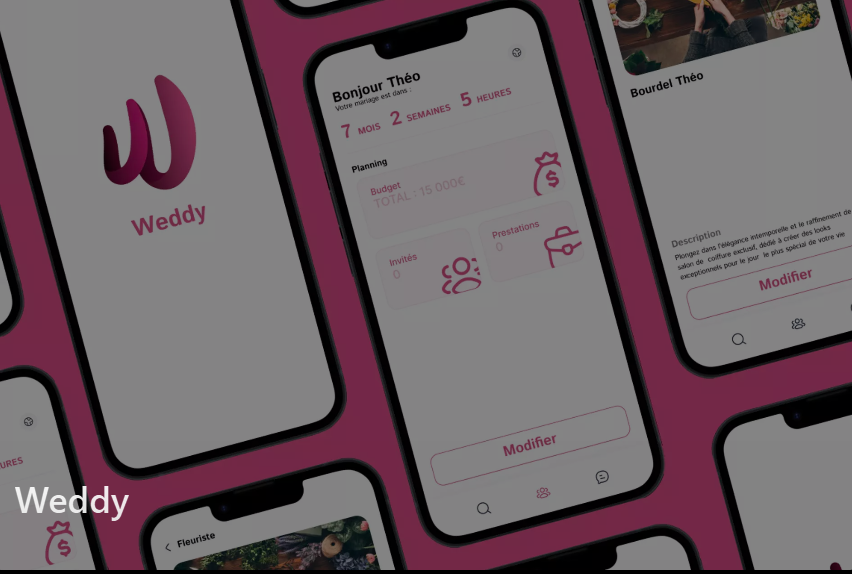 Weddy
Bonjour Théo
Votre mariage est dans :
7 MOIS 2 SEMAINES 5 HEURES
Planning
Budget
TOTAL : 15 000€
Invités
0
Prestations
0
Modifier
Bourdel Théo
Description
Plongez dans l'élégance intemporelle et le raffinement de
salon de coiffure exclusif, dédié à créer des looks
exceptionnels pour le jour le plus spécial de votre vie
Modifier
URES
Weddy
Fleuriste